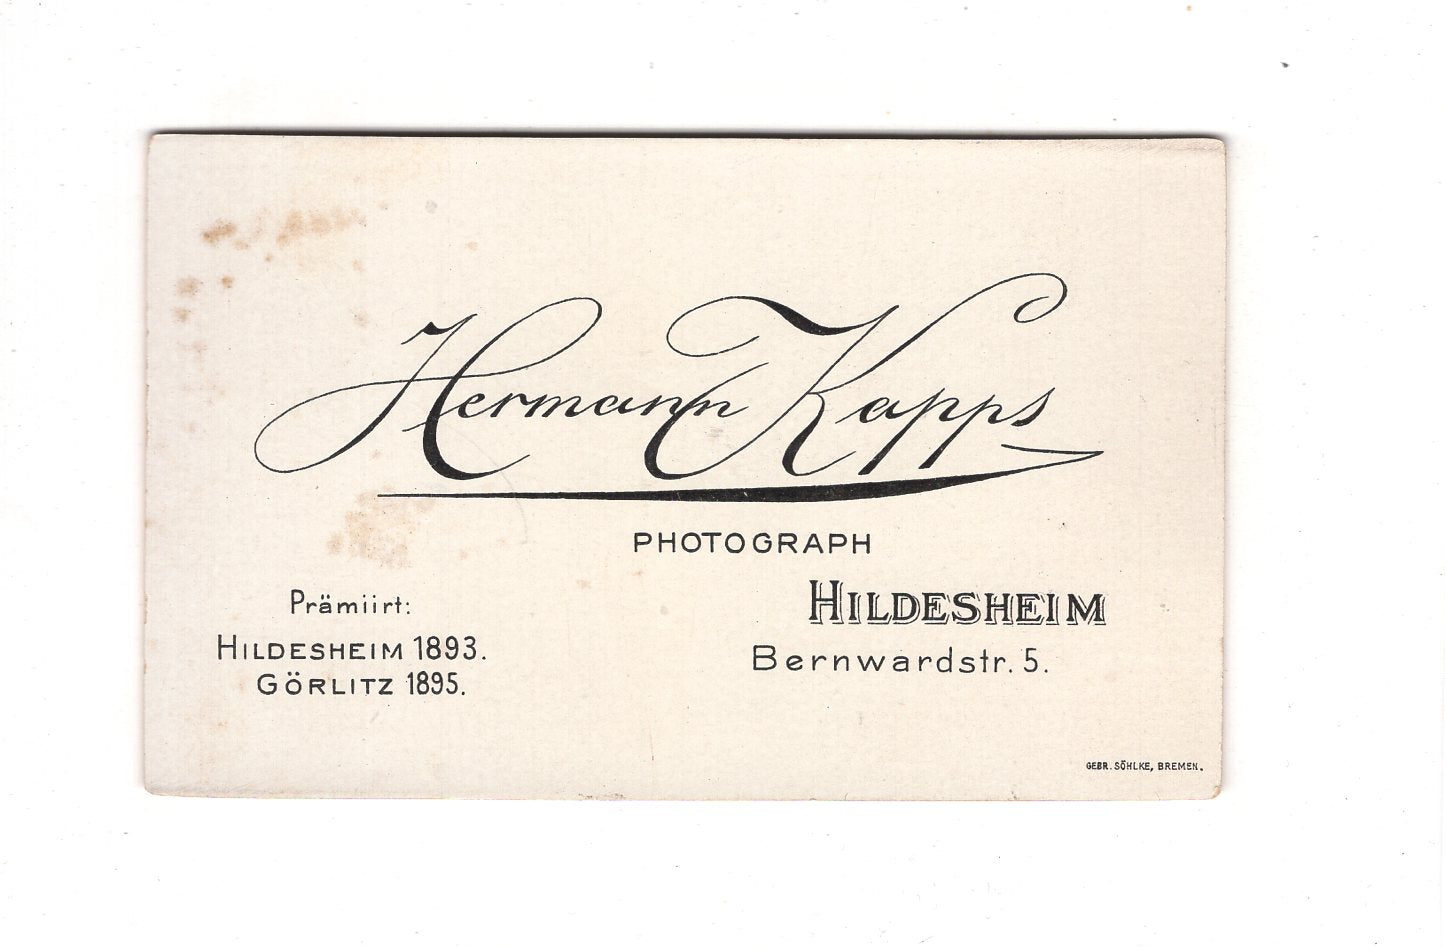 Hermann Kapps
PHOTOGRAPH
HILDESHEIM
Bernwardstr. 5.
Prämiirt:
HILDESHEIM 1893.
GÖRLITZ 1895.
GEBR. SÖHLKE, BREMEN.